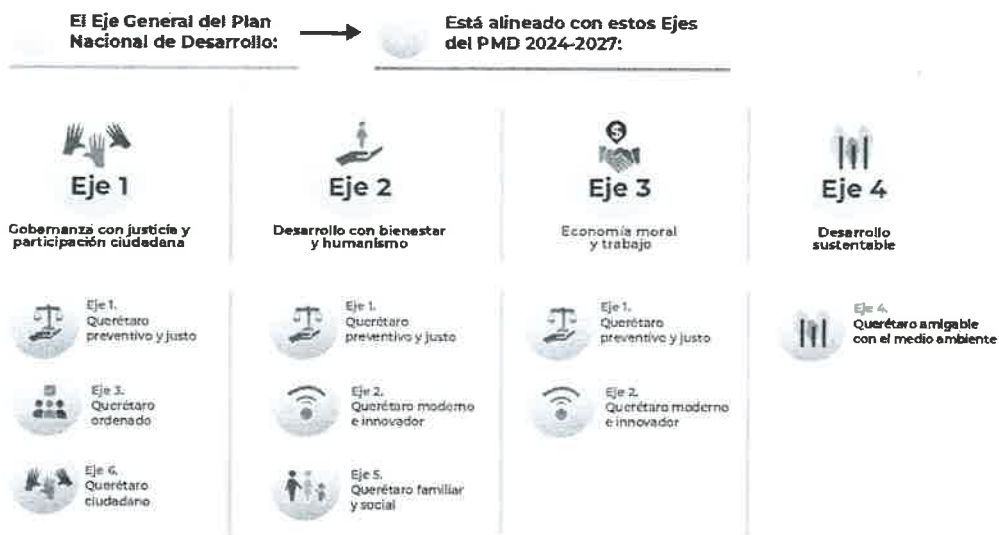 El Eje General del Plan
Nacional de Desarrollo:
Está alineado con estos Ejes
del PMD 2024-2027:
Eje 1
Gobernanza con justicia y
participación ciudadana
Eje 1.
Querétaro
preventivo y justo
Eje 3.
Querétaro
ordenado
Eje 6.
Querétaro
ciudadano
Eje 2
Desarrollo con bienestar
y humanismo
Eje 1.
Querétaro
preventivo y justo
Eje 2.
Querétaro moderno
e innovador
Eje 5.
Querétaro familiar
y social
Eje 3
Economía moral
y trabajo
Eje 1.
Querétaro
preventivo y justo
Eje 2.
Querétaro moderno
e innovador
Eje 4
Desarrollo
sustentable
Eje 4.
Querétaro amigable
con el medio ambiente